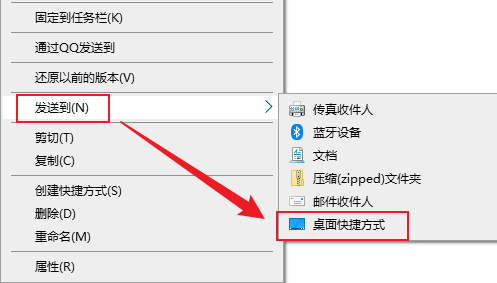 固定到任务栏(K)
通过QQ发送到
还原以前的版本(V)
发送到(N)
剪切(T)
复制(C)
创建快捷方式(S)
删除(D)
重命名(M)
属性(R)
传真收件人
蓝牙设备
文档
压缩(zipped)文件夹
邮件收件人
桌面快捷方式